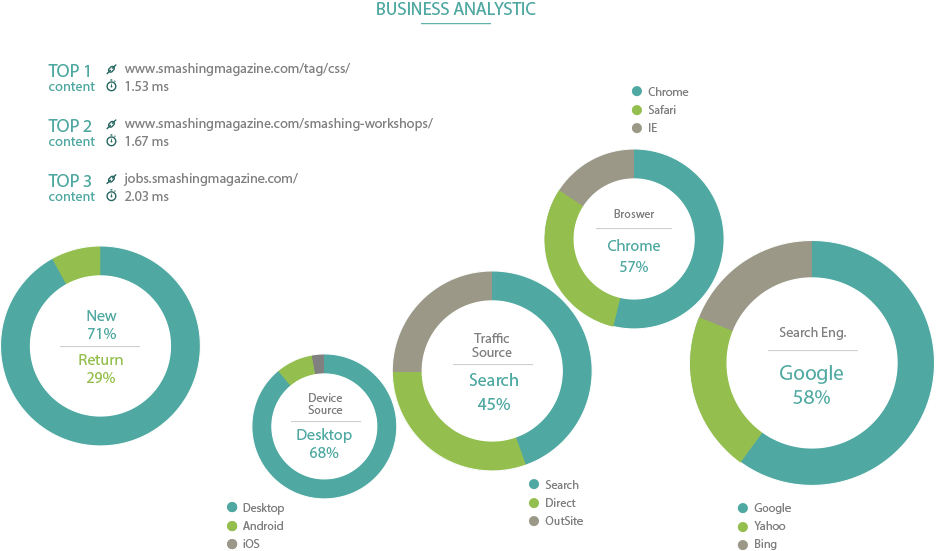 BUSINESS ANALYSTIC
TOP 1
content
www.smashingmagazine.com/tag/css/
1.53 ms
TOP 2
content
www.smashingmagazine.com/smashing-workshops/
1.67 ms
TOP 3
content
jobs.smashingmagazine.com/
2.03 ms
New
71%
Return
29%
Device
Source
Desktop
68%
Desktop
Android
iOS
Traffic
Source
Search
45%
Search
Direct
OutSite
Chrome
Safari
IE
Broswer
Chrome
57%
Search Eng.
Google
58%
Google
Yahoo
Bing